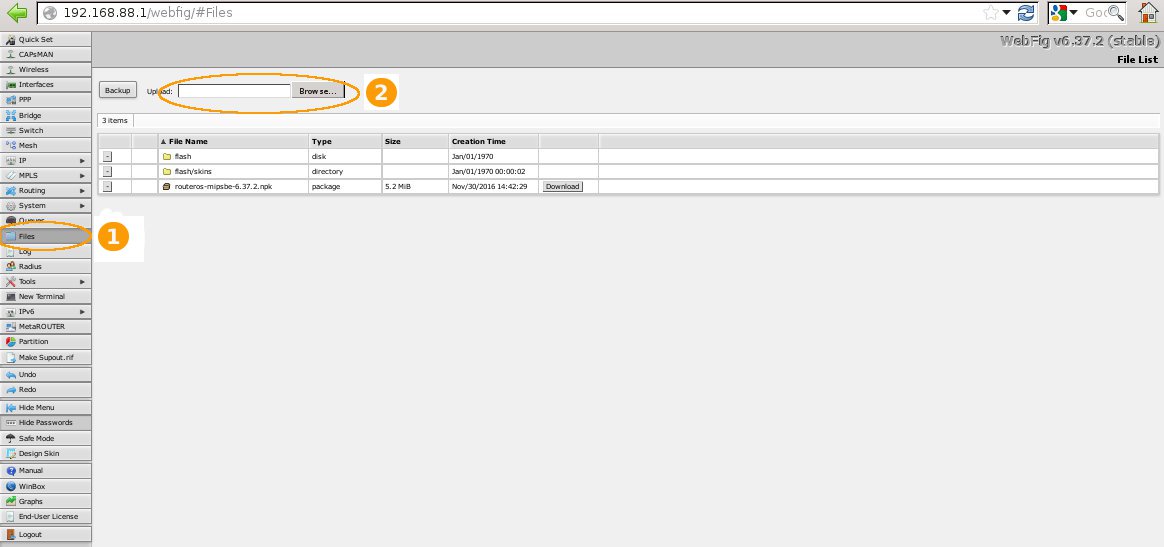 192.168.88.1/webfig/#Files
Goo
WebFig v6.37.2 (stable)
File List
Quick Set
CAPsMAN
Wireless
Interfaces
PPP
Bridge
Switch
Mesh
IP
MPLS
Routing
System
Queues
Files
Log
Radius
Tools
New Terminal
IPv6
MetaROUTER
Partition
Make Supout.rif
Undo
Redo
Hide Menu
Hide Passwords
Safe Mode
Design Skin
Manual
WinBox
Graphs
End-User License
Logout
1
Backup Upload: Browse... 2
3 items
▲ File Name Type Size Creation Time
- flash disk Jan/01/1970
- flash/skins directory Jan/01/1970 00:00:02
- routeros-mipsbe-6.37.2.npk package 5.2 MiB Nov/30/2016 14:42:29 Download